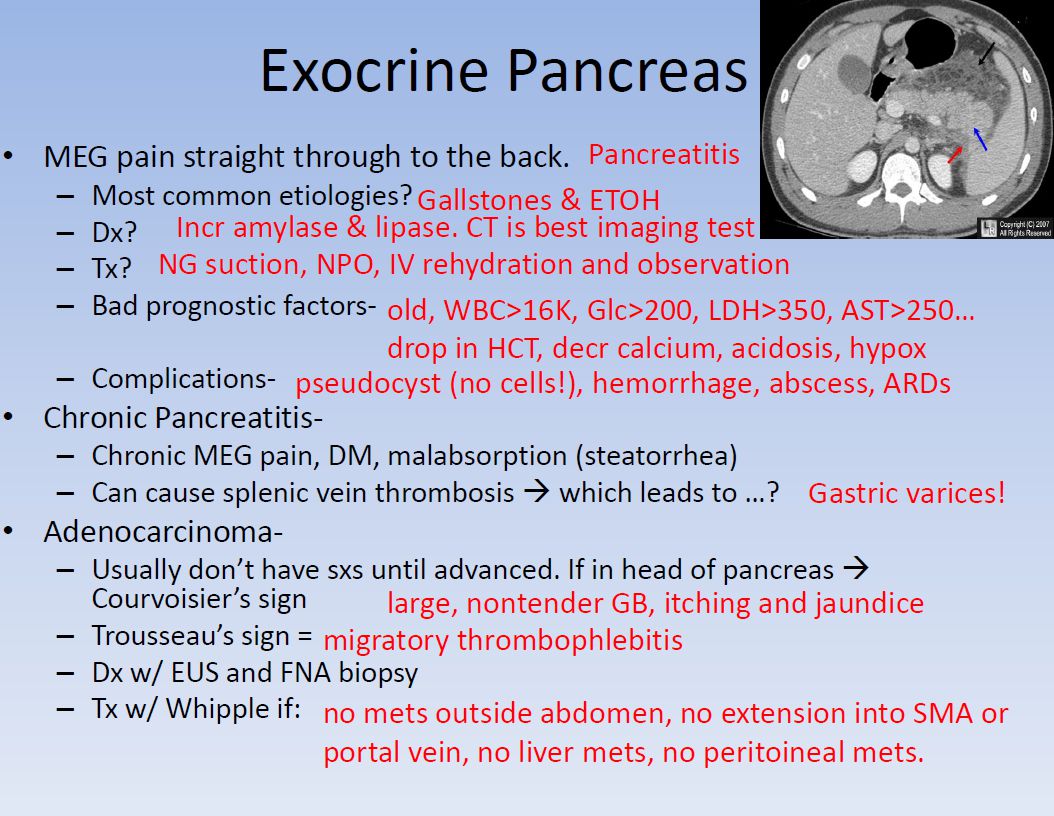 Exocrine Pancreas
Copyright (C) 2007
All Rights Reserved
• MEG pain straight through to the back. Pancreatitis
– Most common etiologies? Gallstones & ETOH
– Dx? Incr amylase & lipase. CT is best imaging test
– Tx? NG suction, NPO, IV rehydration and observation
– Bad prognostic factors- old, WBC>16K, Glc>200, LDH>350, AST>250…
drop in HCT, decr calcium, acidosis, hypox
– Complications- pseudocyst (no cells!), hemorrhage, abscess, ARDs
• Chronic Pancreatitis-
– Chronic MEG pain, DM, malabsorption (steatorrhea)
– Can cause splenic vein thrombosis → which leads to …? Gastric varices!
• Adenocarcinoma-
– Usually don’t have sxs until advanced. If in head of pancreas →
Courvoisier’s sign large, nontender GB, itching and jaundice
– Trousseau’s sign = migratory thrombophlebitis
– Dx w/ EUS and FNA biopsy
– Tx w/ Whipple if: no mets outside abdomen, no extension into SMA or
portal vein, no liver mets, no peritoineal mets.